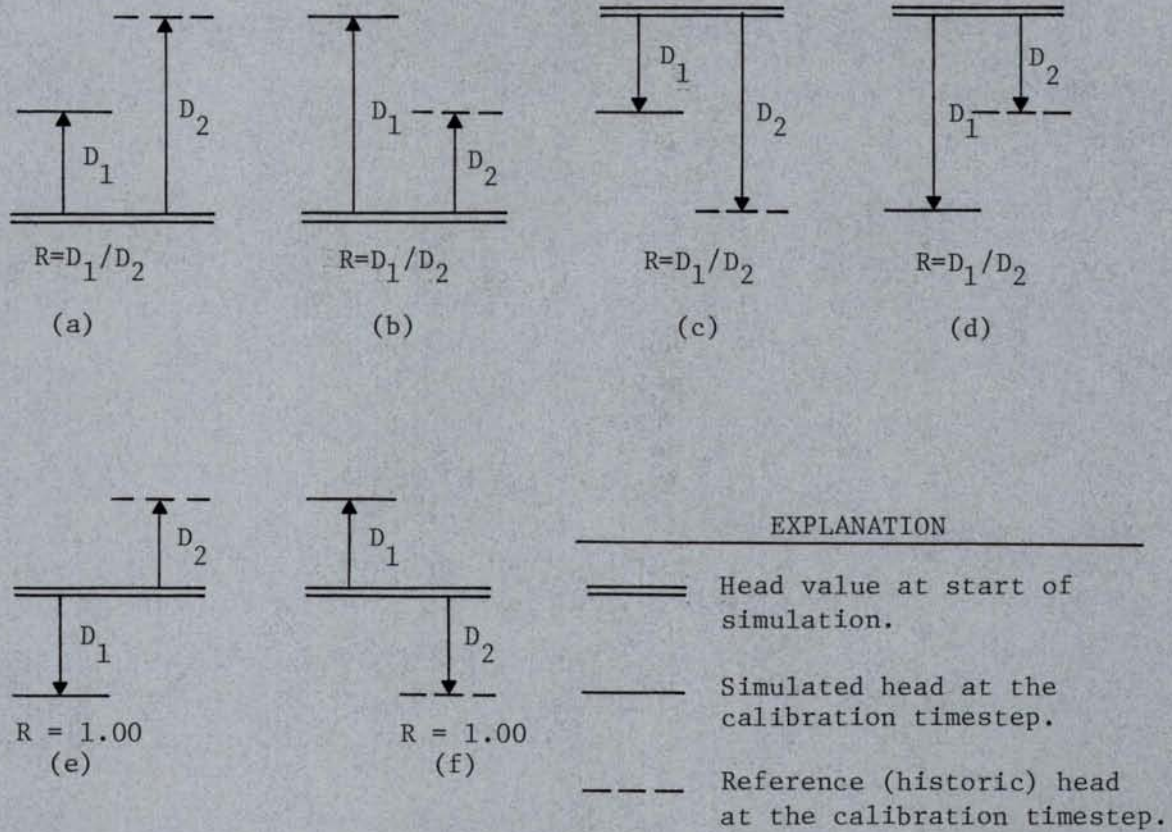 D1
D2
R=D1/D2
(a)
D1
D2
R=D1/D2
(b)
D1
D2
R=D1/D2
(c)
D1
D2
R=D1/D2
(d)
D1
D2
R = 1.00
(e)
D1
D2
R = 1.00
(f)
EXPLANATION
Head value at start of
simulation.
Simulated head at the
calibration timestep.
Reference (historic) head
at the calibration timestep.